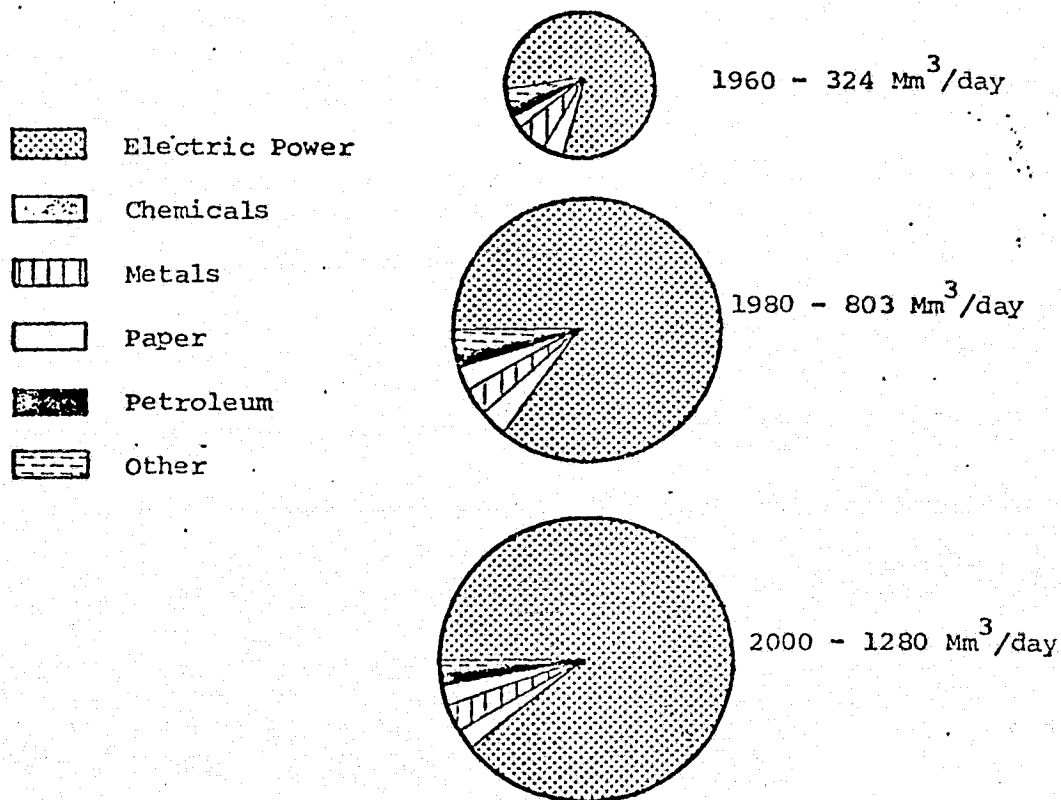 1960 - 324 Mm³/day
Electric Power
Chemicals
Metals
1980 - 803 Mm³/day
Paper
Petroleum
Other
2000 - 1280 Mm³/day